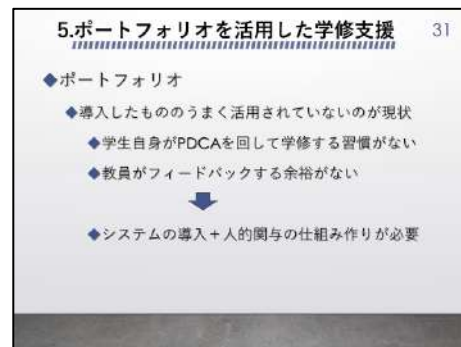 5.ポートフォリオを活用した学修支援 31
◆ポートフォリオ
◆導入したもののうまく活用されていないのが現状
◆学生自身がPDCAを回して学修する習慣がない
◆教員がフィードバックする余裕がない
◆システムの導入+人的関与の仕組み作りが必要